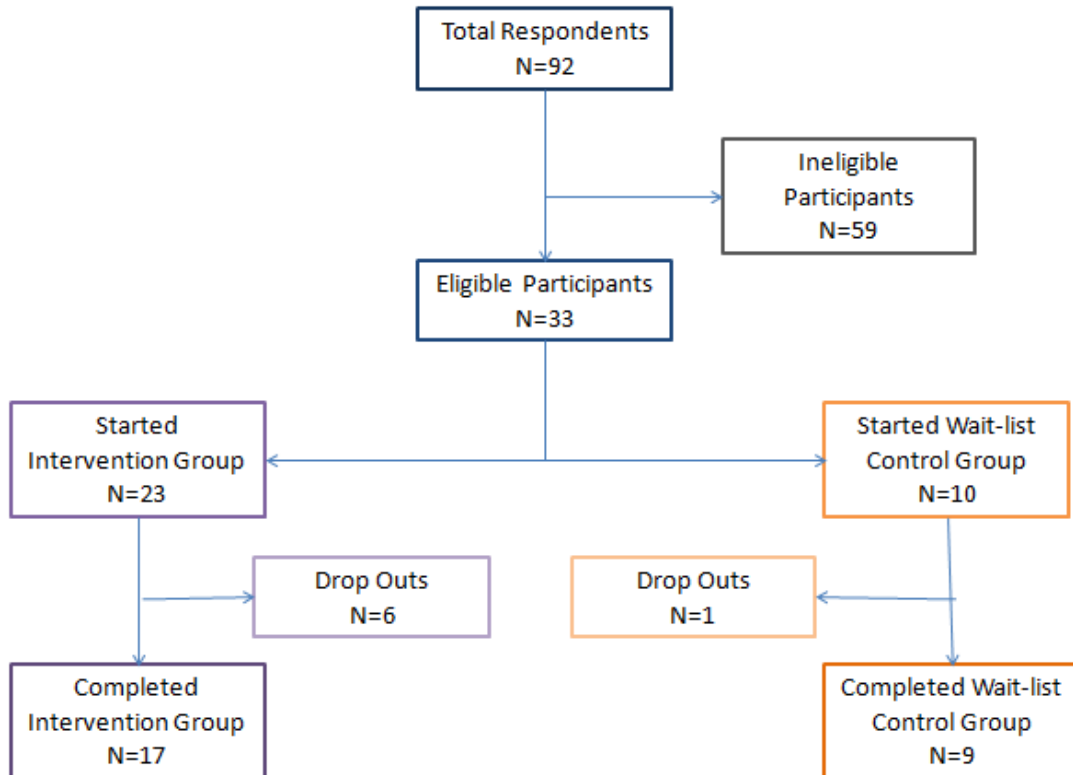 Total Respondents
N=92
Ineligible
Participants
N=59
Eligible Participants
N=33
Started
Intervention Group
N=23
Started Wait-list
Control Group
N=10
Drop Outs
N=6
Drop Outs
N=1
Completed
Intervention Group
N=17
Completed Wait-list
Control Group
N=9